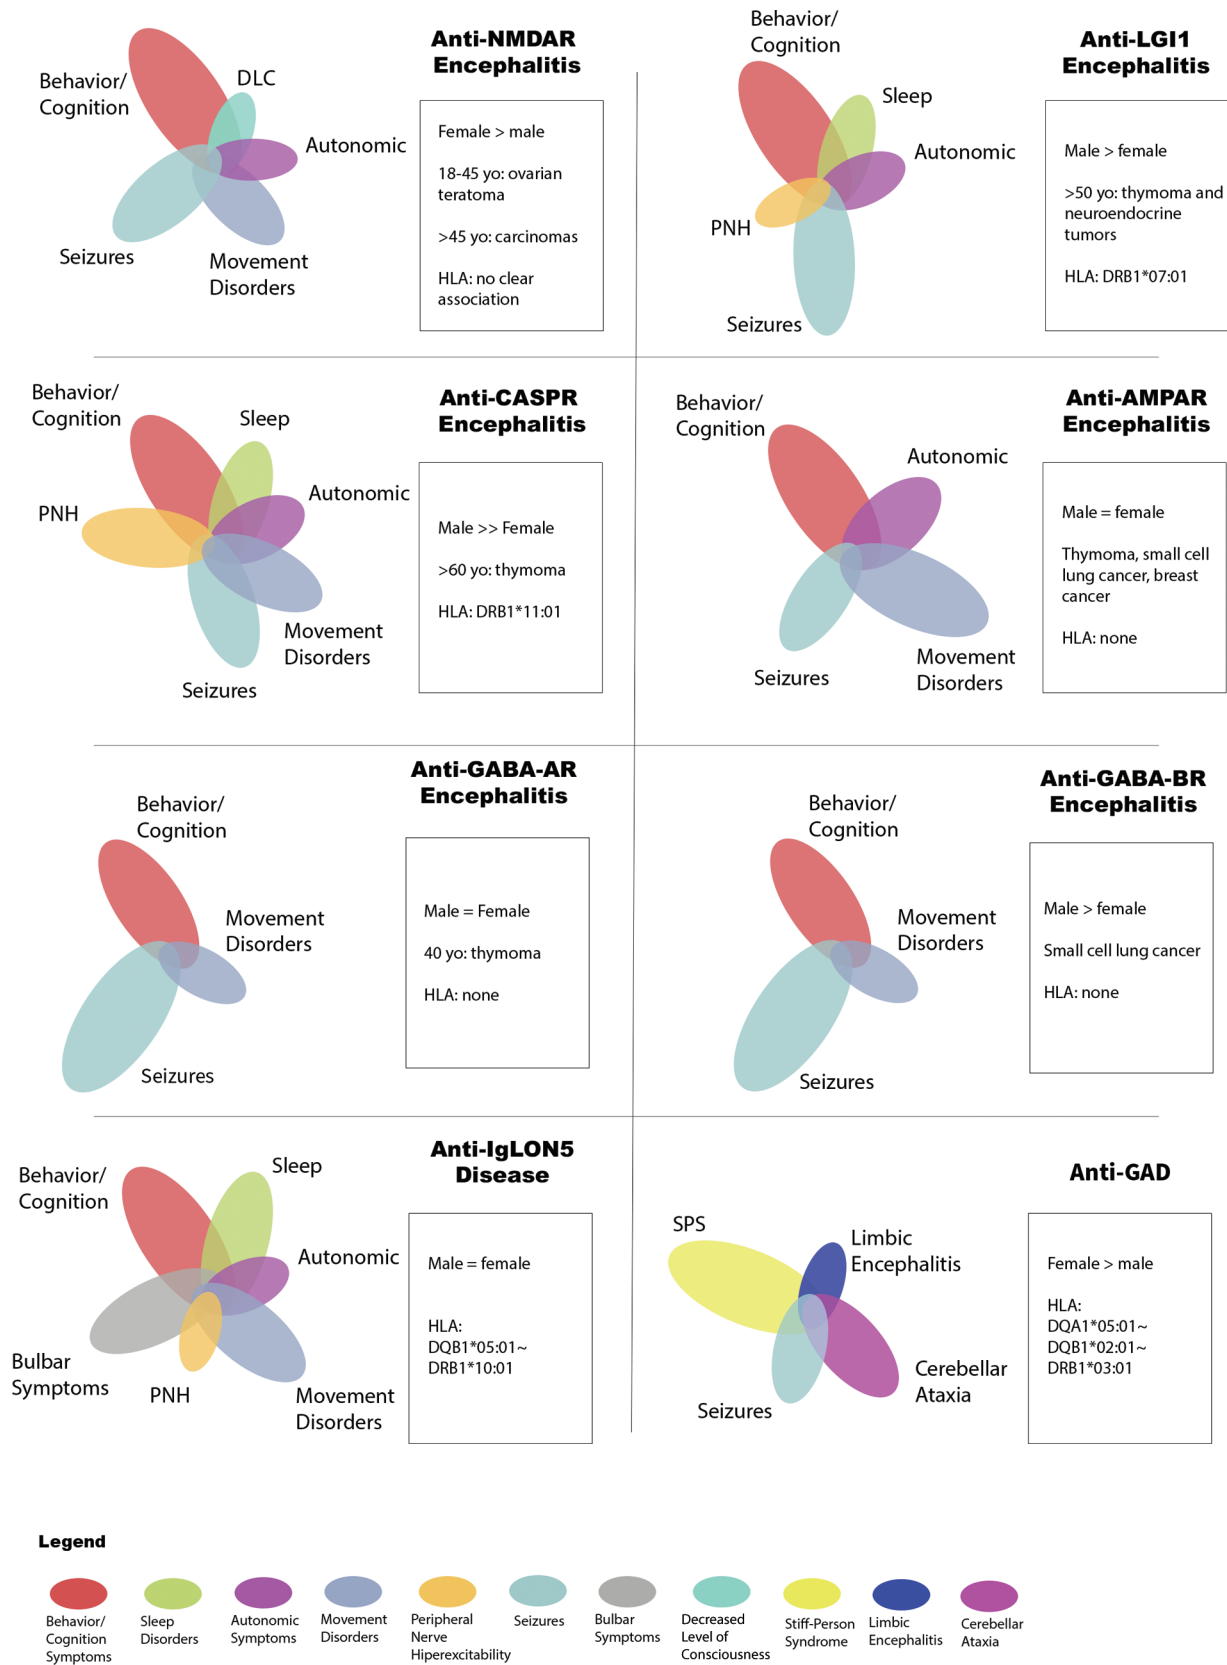 Anti-NMDAR
Encephalitis
Behavior/
Cognition
DLC
Autonomic
Seizures
Movement
Disorders
Female > male
18-45 yo: ovarian
teratoma
>45 yo: carcinomas
HLA: no clear
association
Anti-LGI1
Encephalitis
Behavior/
Cognition
Sleep
Autonomic
PNH
Seizures
Male > female
>50 yo: thymoma and
neuroendocrine
tumors
HLA: DRB1*07:01
Anti-CASPR
Encephalitis
Behavior/
Cognition
Sleep
Autonomic
PNH
Movement
Disorders
Seizures
Male >> Female
>60 yo: thymoma
HLA: DRB1*11:01
Anti-AMPAR
Encephalitis
Behavior/
Cognition
Autonomic
Seizures
Movement
Disorders
Male = female
Thymoma, small cell
lung cancer, breast
cancer
HLA: none
Anti-GABA-AR
Encephalitis
Behavior/
Cognition
Movement
Disorders
Seizures
Male = Female
40 yo: thymoma
HLA: none
Anti-GABA-BR
Encephalitis
Behavior/
Cognition
Movement
Disorders
Seizures
Male > female
Small cell lung cancer
HLA: none
Anti-IgLON5
Disease
Behavior/
Cognition
Sleep
Autonomic
Bulbar
Symptoms
PNH
Movement
Disorders
Male = female
HLA:
DQB1*05:01~
DRB1*10:01
Anti-GAD
SPS
Limbic
Encephalitis
Cerebellar
Ataxia
Seizures
Female > male
HLA:
DQA1*05:01~
DQB1*02:01~
DRB1*03:01
Legend
Behavior/
Cognition
Symptoms
Sleep
Disorders
Autonomic
Symptoms
Movement
Disorders
Peripheral
Nerve
Hiperexcitability
Seizures
Bulbar
Symptoms
Decreased
Level of
Consciousness
Stiff-Person
Syndrome
Limbic
Encephalitis
Cerebellar
Ataxia